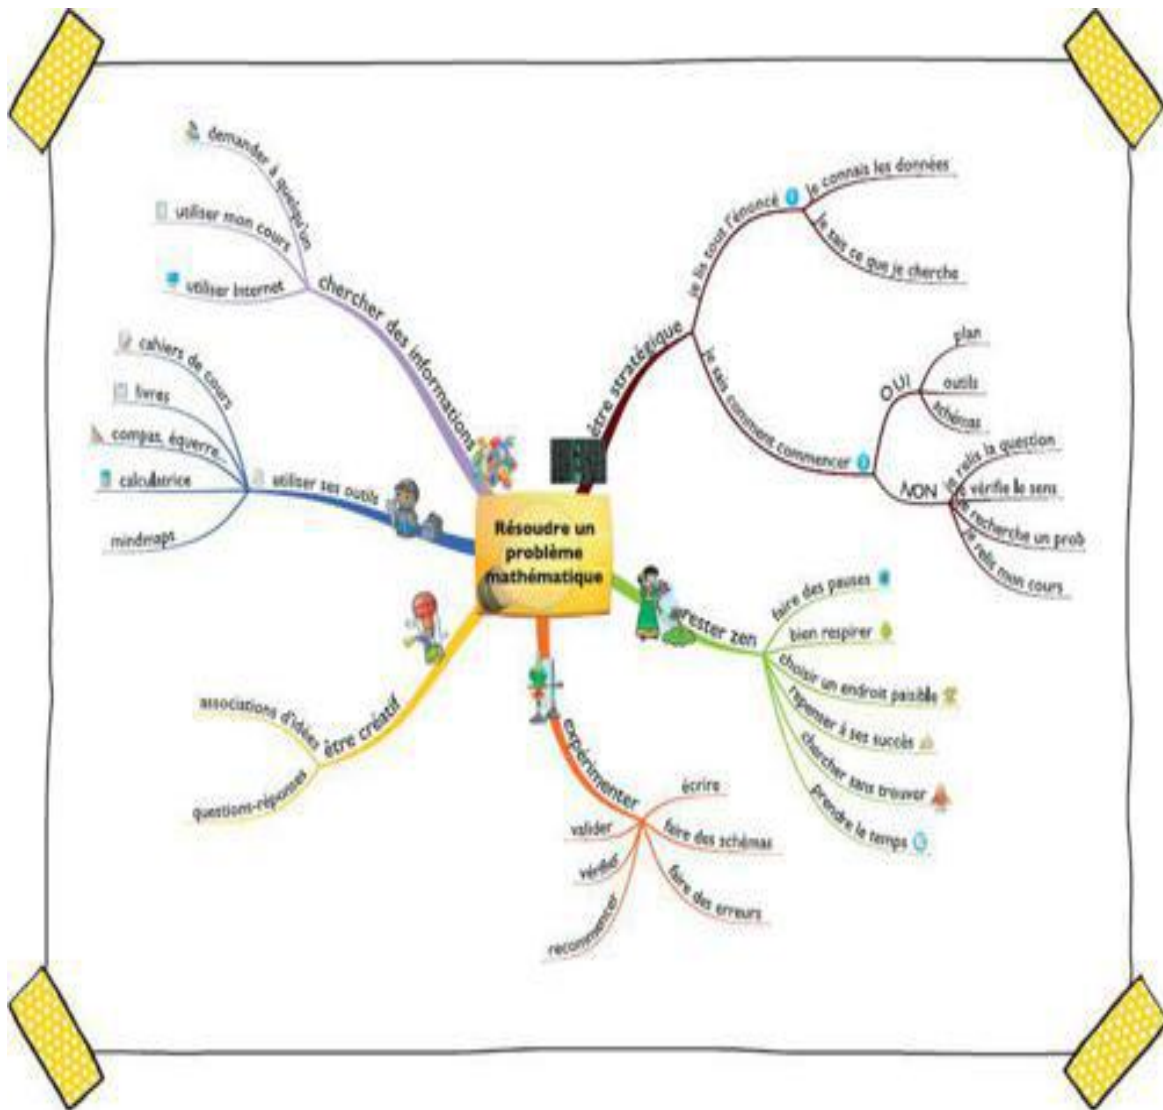 Résoudre un
problème
mathématique
être stratégique
je lis tout l'énoncé
je connais les données
je sais ce que je cherche
je sais comment commencer
OUI
plan
outils
schémas
NON
je relis la question
vérifie le sens
recherche un prob
je relis mon cours
rester zen
faire des pauses
bien respirer
choisir un endroit paisible
repenser à ses succès
chercher sans trouver
prendre le temps
expérimenter
écrire
faire des schémas
faire des erreurs
valider
vérifier
recommencer
être créatif
associations d'idées
questions-réponses
utiliser ses outils
cahiers de cours
livres
compas, équerre...
calculatrice
mindmaps
chercher des informations
demander à quelqu'un
utiliser mon cours
utiliser Internet